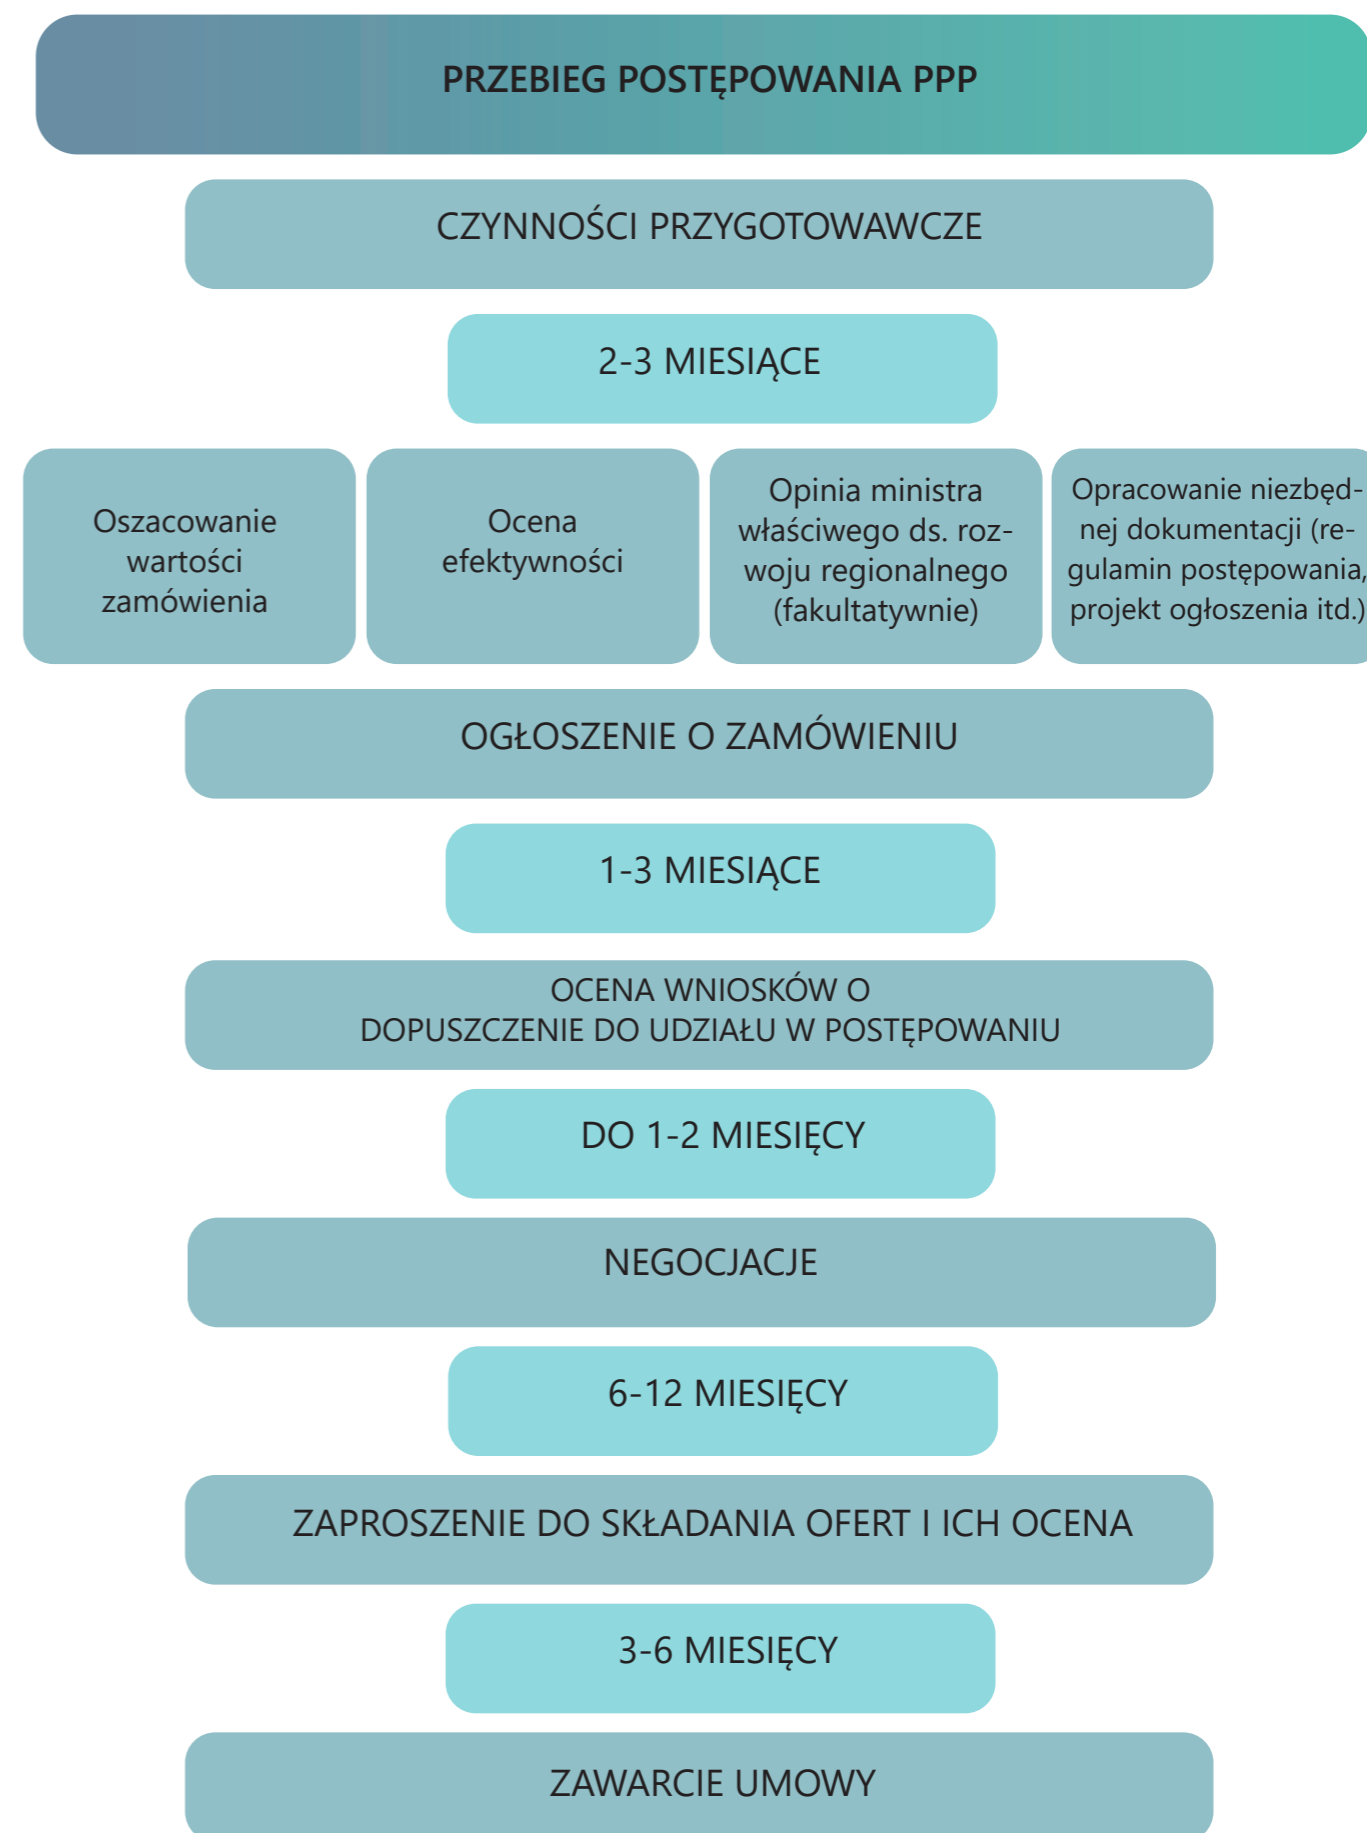 PRZEBIEG POSTĘPOWANIA PPP
CZYNNOŚCI PRZYGOTOWAWCZE
2-3 MIESIĄCE
Oszacowanie
wartości
zamówienia
Ocena
efektywności
Opinia ministra
właściwego ds. roz-
woju regionalnego
(fakultatywnie)
Opracowanie niezbęd-
nej dokumentacji (re-
gulamin postępowania,
projekt ogłoszenia itd.)
OGŁOSZENIE O ZAMÓWIENIU
1-3 MIESIĄCE
OCENA WNIOSKÓW O
DOPUSZCZENIE DO UDZIAŁU W POSTĘPOWANIU
DO 1-2 MIESIĘCY
NEGOCJACJE
6-12 MIESIĘCY
ZAPROSZENIE DO SKŁADANIA OFERT I ICH OCENA
3-6 MIESIĘCY
ZAWARCIE UMOWY